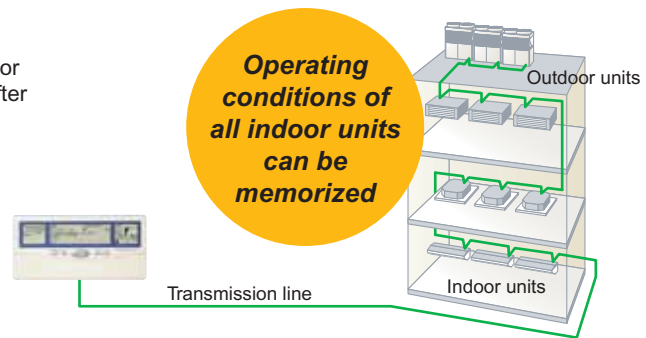 or
fter
Operating
conditions of
all indoor units
can be
memorized
Outdoor units
Indoor units
Transmission line